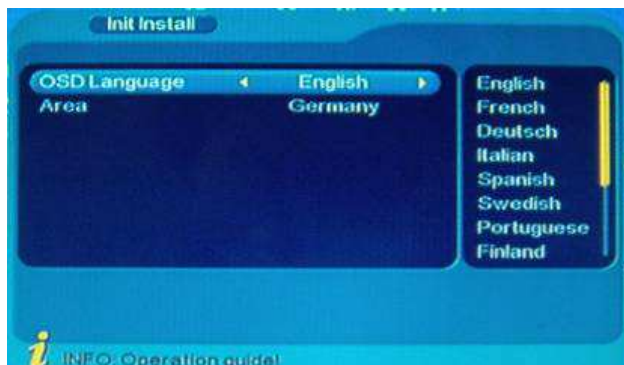 Init Install
OSD Language English
Area Germany
English
French
Deutsch
Italian
Spanish
Swedish
Portuguese
Finland
INFO: Operation guide!